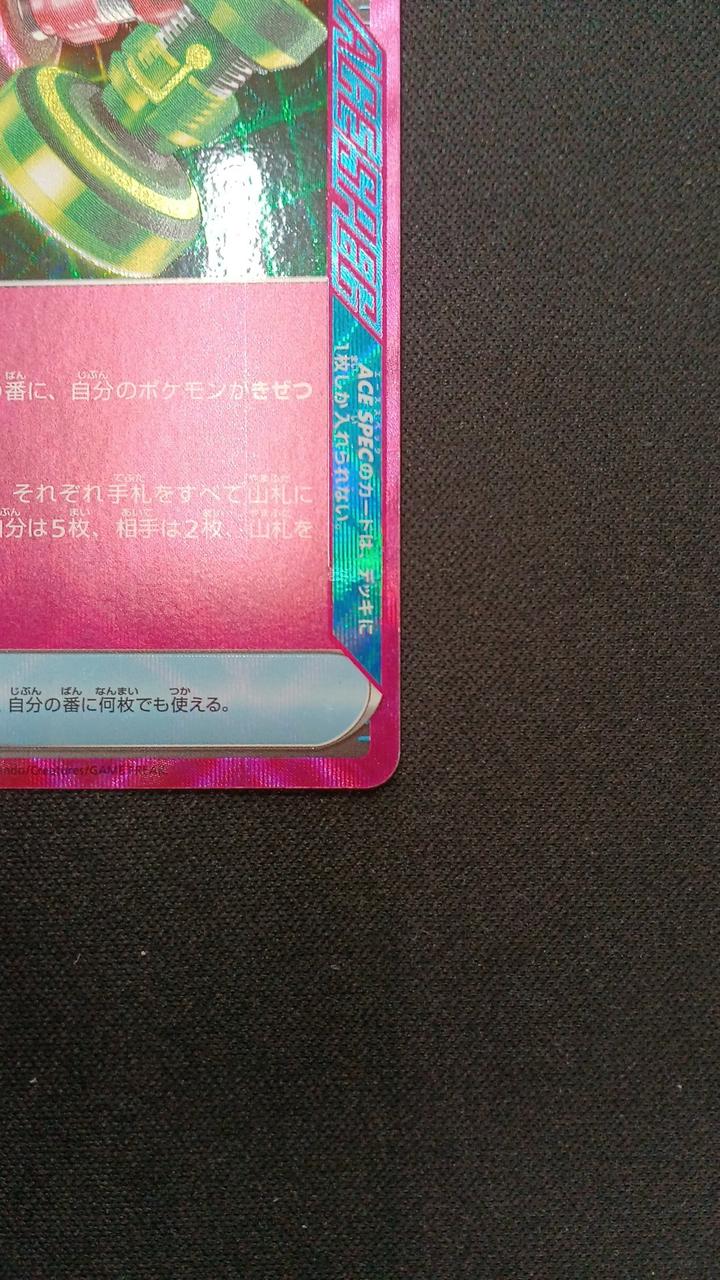 ACE SPEC
番に、自分のポケモンがきぜつ
それぞれ手札をすべて山札に
分は5枚、相手は2枚、山札を
ACE SPECのカードは、デッキに
1枚しか入れられない。
自分の番に何枚でも使える。
/Creatures/GAME FREAK